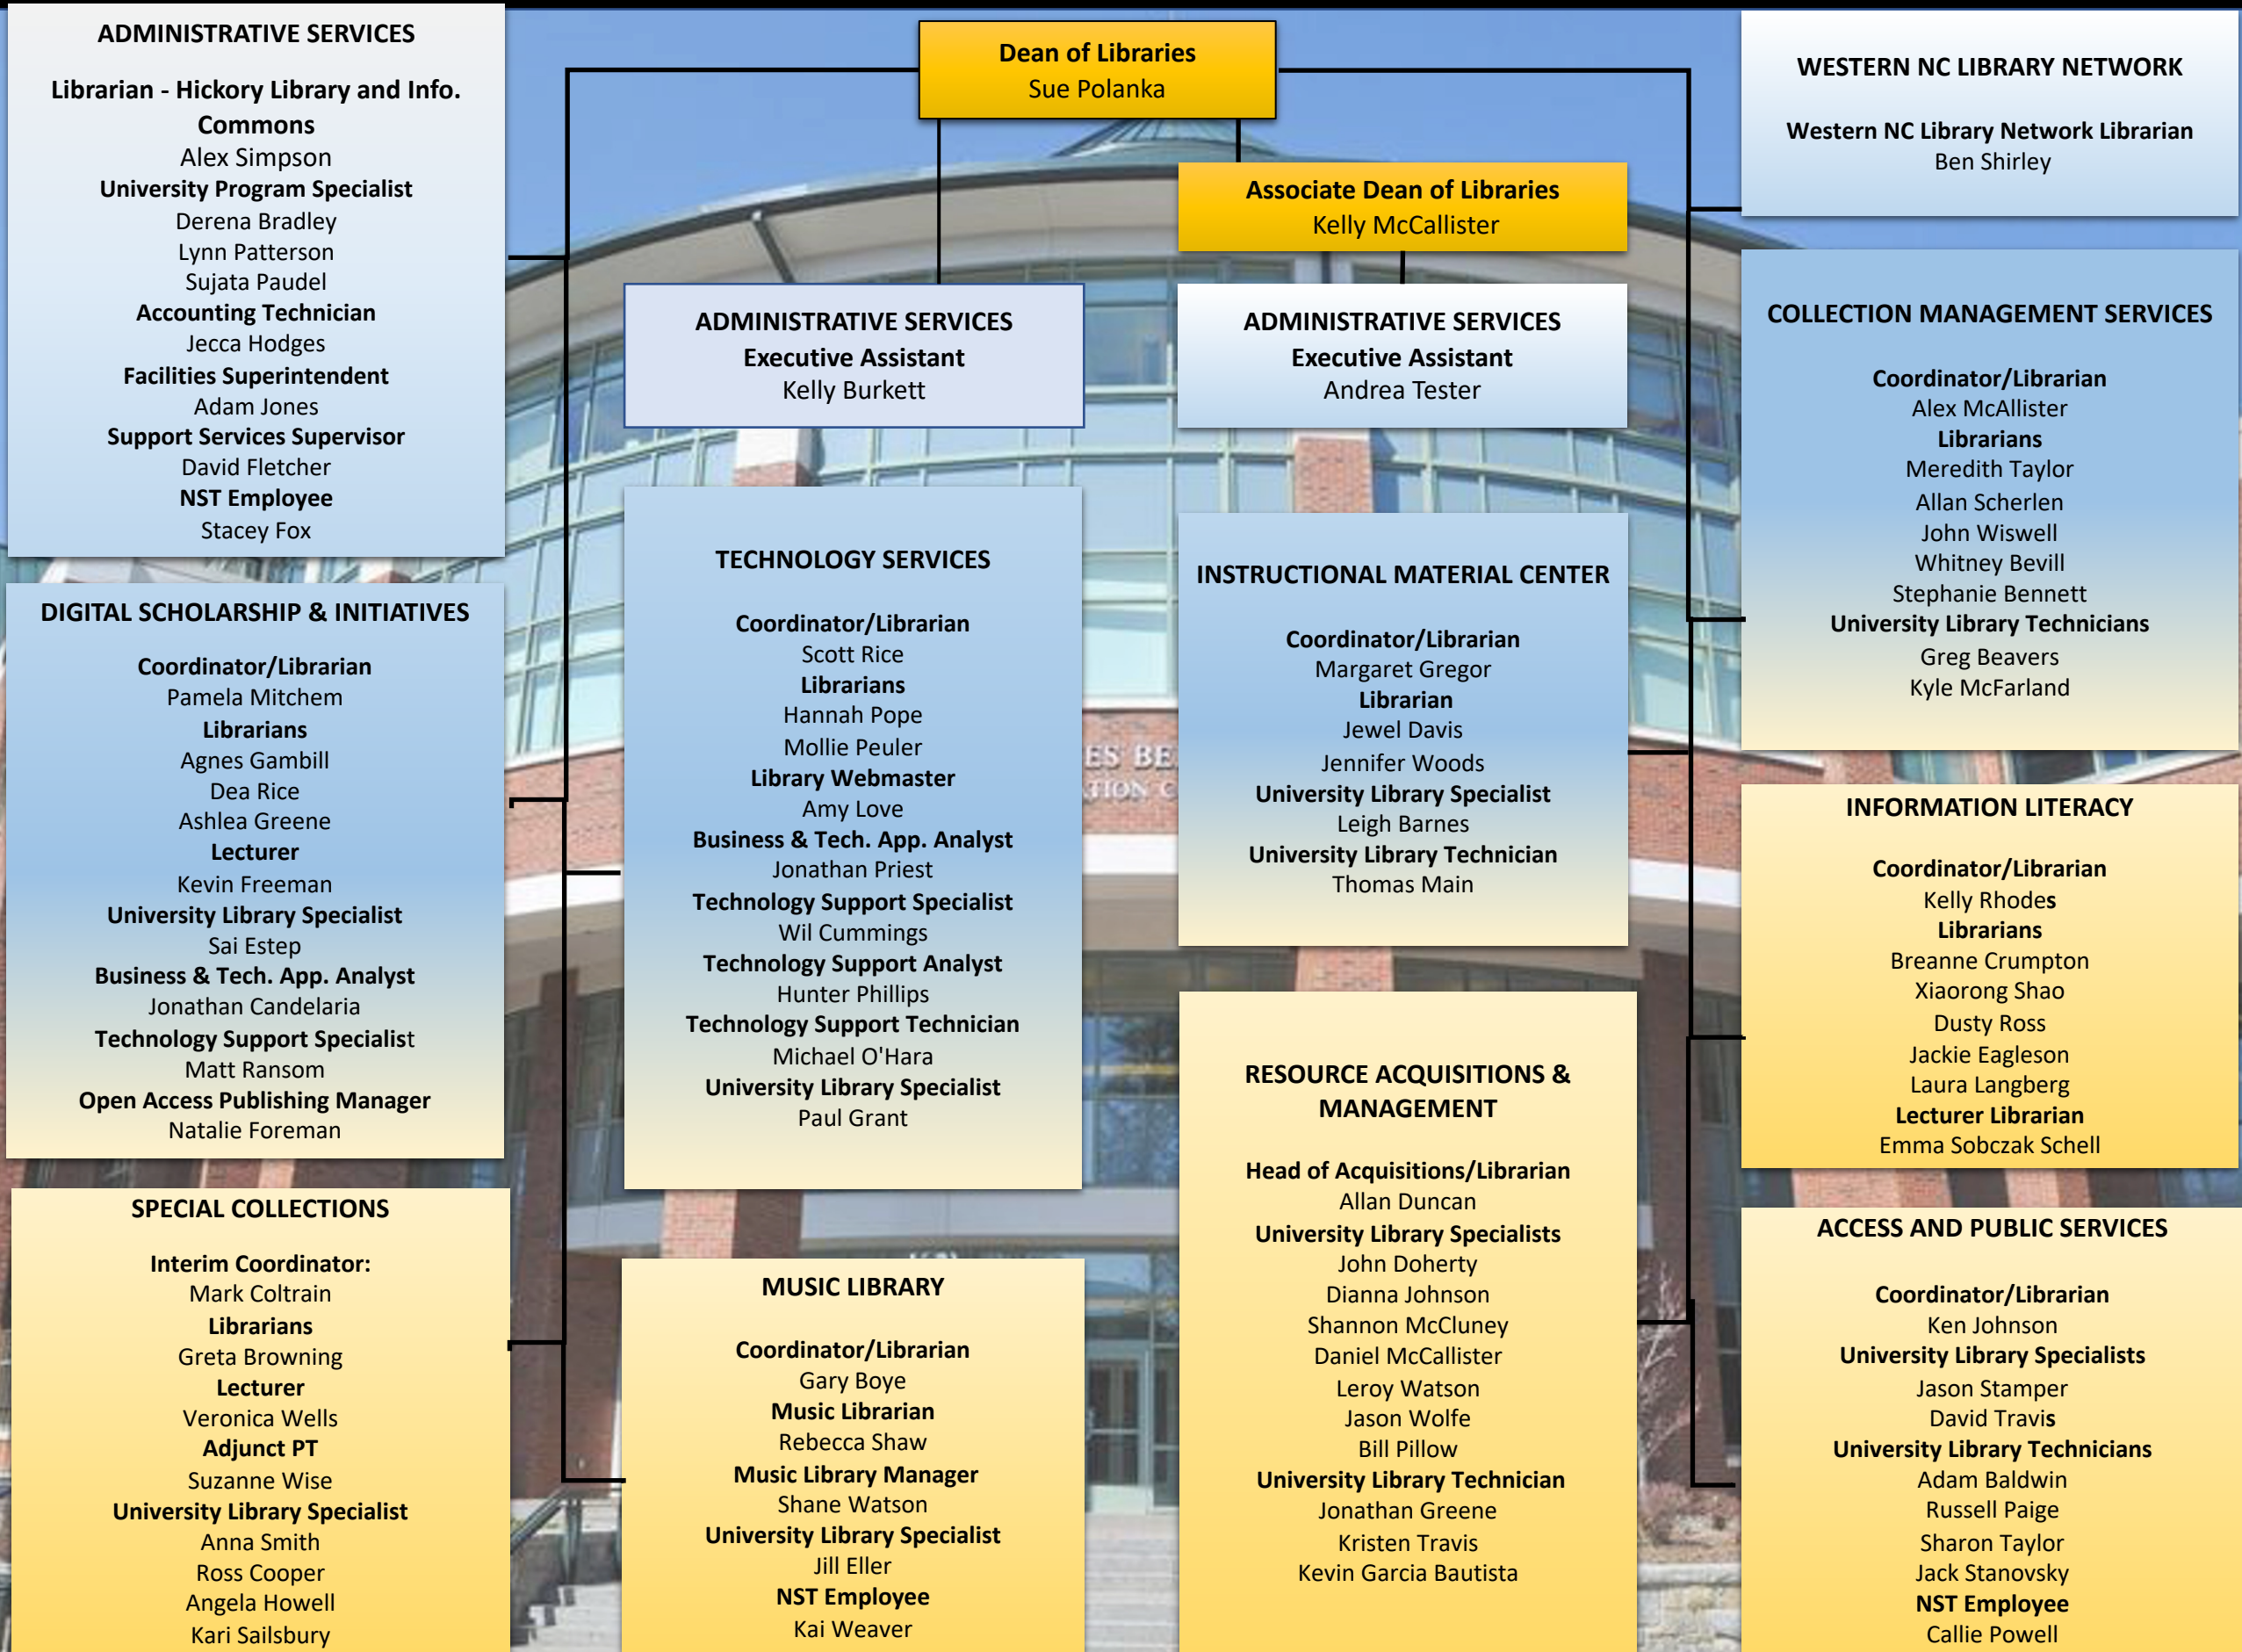 ADMINISTRATIVE SERVICES
Librarian - Hickory Library and Info.
Commons
Alex Simpson
University Program Specialist
Derena Bradley
Lynn Patterson
Sujata Paudel
Accounting Technician
Jecca Hodges
Facilities Superintendent
Adam Jones
Support Services Supervisor
David Fletcher
NST Employee
Stacey Fox
Dean of Libraries
Sue Polanka
Associate Dean of Libraries
Kelly McCallister
ADMINISTRATIVE SERVICES
Executive Assistant
Kelly Burkett
ADMINISTRATIVE SERVICES
Executive Assistant
Andrea Tester
WESTERN NC LIBRARY NETWORK
Western NC Library Network Librarian
Ben Shirley
COLLECTION MANAGEMENT SERVICES
Coordinator/Librarian
Alex McAllister
Librarians
Meredith Taylor
Allan Scherlen
John Wiswell
Whitney Bevill
Stephanie Bennett
University Library Technicians
Greg Beavers
Kyle McFarland
DIGITAL SCHOLARSHIP & INITIATIVES
Coordinator/Librarian
Pamela Mitchem
Librarians
Agnes Gambill
Dea Rice
Ashlea Greene
Lecturer
Kevin Freeman
University Library Specialist
Sai Estep
Business & Tech. App. Analyst
Jonathan Candelaria
Technology Support Specialist
Matt Ransom
Open Access Publishing Manager
Natalie Foreman
TECHNOLOGY SERVICES
Coordinator/Librarian
Scott Rice
Librarians
Hannah Pope
Mollie Peuler
Library Webmaster
Amy Love
Business & Tech. App. Analyst
Jonathan Priest
Technology Support Specialist
Wil Cummings
Technology Support Analyst
Hunter Phillips
Technology Support Technician
Michael O'Hara
University Library Specialist
Paul Grant
INSTRUCTIONAL MATERIAL CENTER
Coordinator/Librarian
Margaret Gregor
Librarian
Jewel Davis
Jennifer Woods
University Library Specialist
Leigh Barnes
University Library Technician
Thomas Main
INFORMATION LITERACY
Coordinator/Librarian
Kelly Rhodes
Librarians
Breanne Crumpton
Xiaorong Shao
Dusty Ross
Jackie Eagleson
Laura Langberg
Lecturer Librarian
Emma Sobczak Schell
SPECIAL COLLECTIONS
Interim Coordinator:
Mark Coltrain
Librarians
Greta Browning
Lecturer
Veronica Wells
Adjunct PT
Suzanne Wise
University Library Specialist
Anna Smith
Ross Cooper
Angela Howell
Kari Sailsbury
MUSIC LIBRARY
Coordinator/Librarian
Gary Boye
Music Librarian
Rebecca Shaw
Music Library Manager
Shane Watson
University Library Specialist
Jill Eller
NST Employee
Kai Weaver
RESOURCE ACQUISITIONS &
MANAGEMENT
Head of Acquisitions/Librarian
Allan Duncan
University Library Specialists
John Doherty
Dianna Johnson
Shannon McCluney
Daniel McCallister
Leroy Watson
Jason Wolfe
Bill Pillow
University Library Technician
Jonathan Greene
Kristen Travis
Kevin Garcia Bautista
ACCESS AND PUBLIC SERVICES
Coordinator/Librarian
Ken Johnson
University Library Specialists
Jason Stamper
David Travis
University Library Technicians
Adam Baldwin
Russell Paige
Sharon Taylor
Jack Stanovsky
NST Employee
Callie Powell